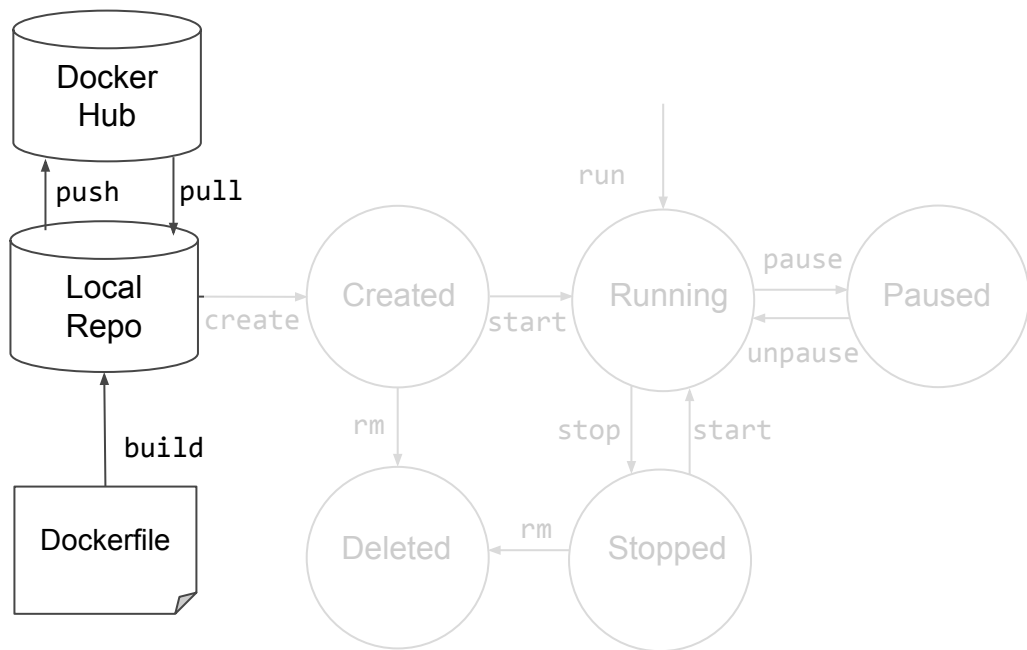 Docker
Hub
push
pull
run
Local
Repo
create
Created
start
Running
pause
unpause
Paused
build
rm
stop
start
Dockerfile
Deleted
rm
Stopped